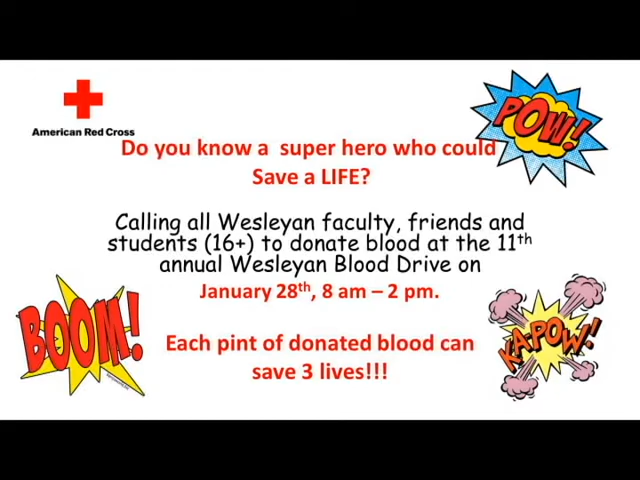 American Red Cross
POW!
Do you know a super hero who could
Save a LIFE?
Calling all Wesleyan faculty, friends and
students (16+) to donate blood at the 11th
annual Wesleyan Blood Drive on
January 28th, 8 am – 2 pm.
BOOM!
KA-POW!
Each pint of donated blood can
save 3 lives!!!